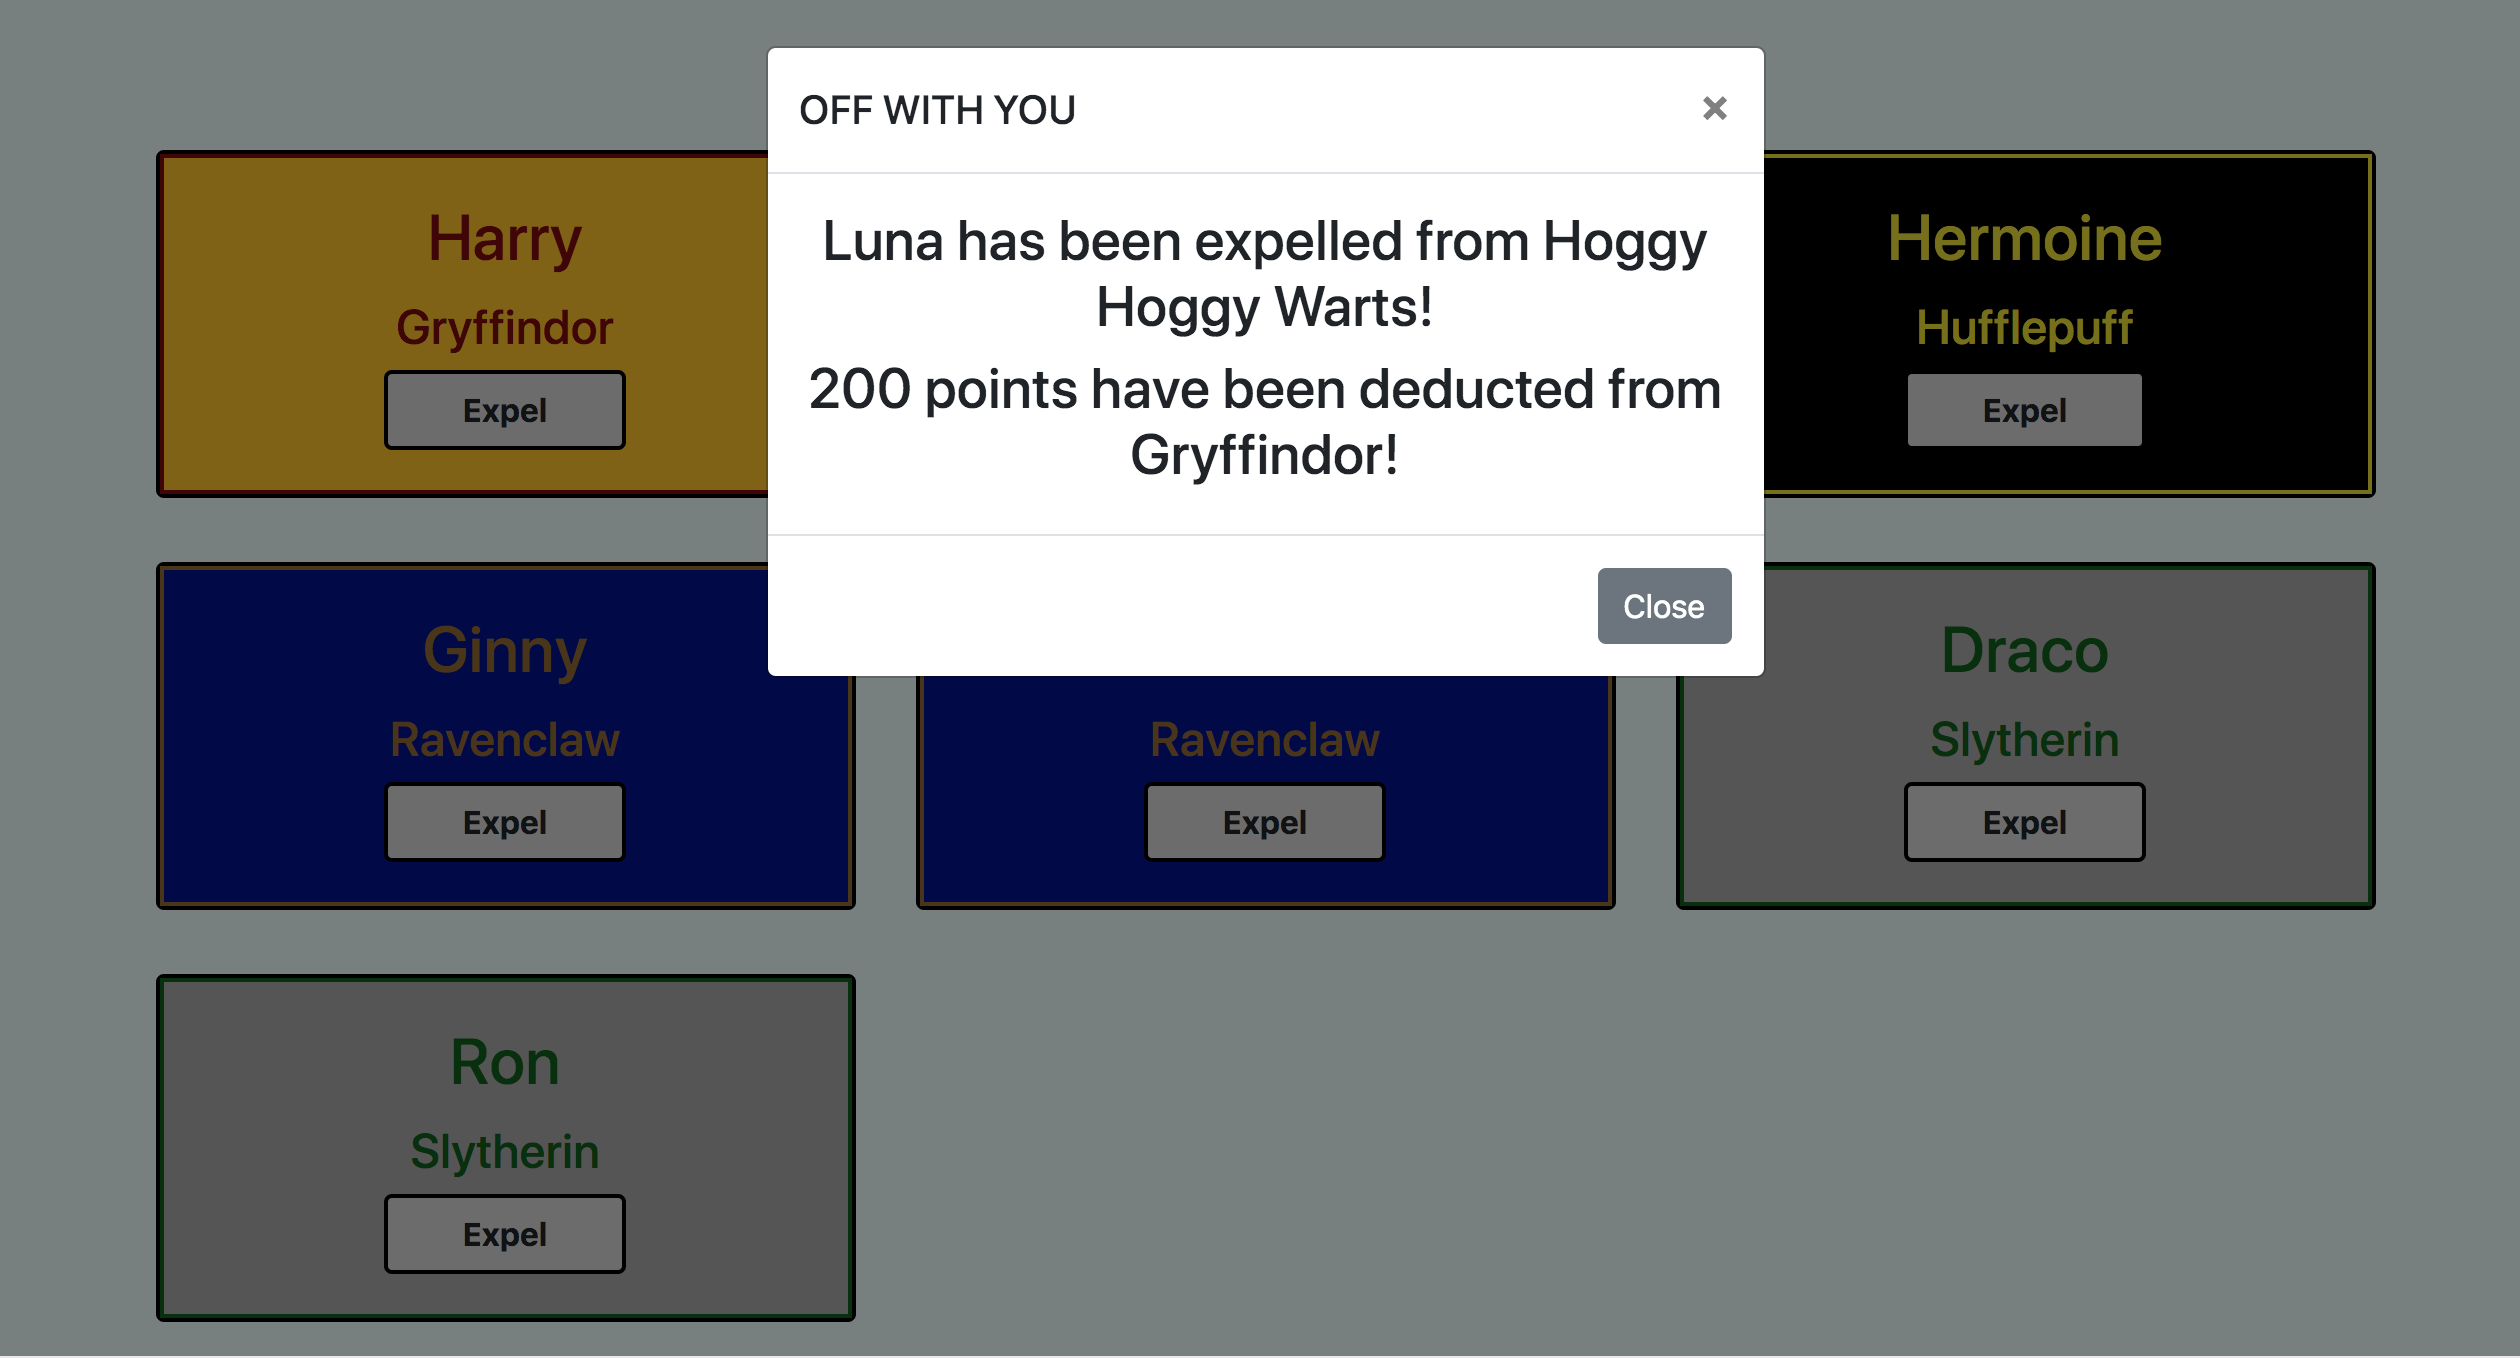 OFF WITH YOU ×
Luna has been expelled from Hoggy
Hoggy Warts!
200 points have been deducted from
Gryffindor!
Close
Harry
Gryffindor
Expel
Hermoine
Hufflepuff
Expel
Ginny
Ravenclaw
Expel
Ravenclaw
Expel
Draco
Slytherin
Expel
Ron
Slytherin
Expel